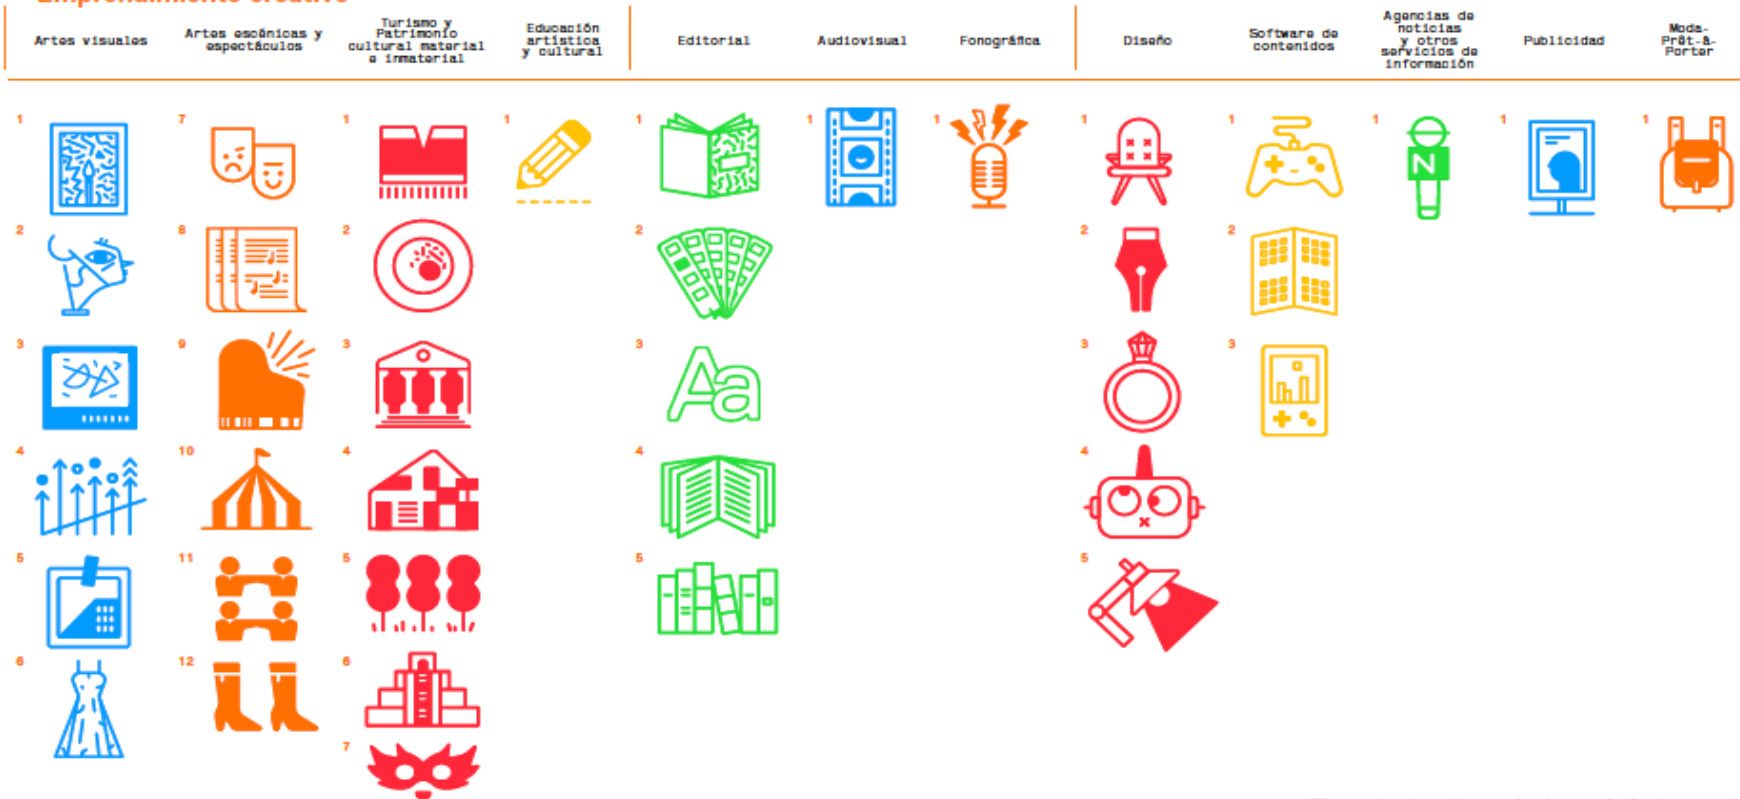 Emprendimiento creativo
Artes visuales
Artes escénicas y
espectáculos
Turismo y
Patrimonio
cultural material
e inmaterial
Educación
artística
y cultural
Editorial
Audiovisual
Fonográfica
Diseño
Software de
contenidos
Agencias de
noticias
y otros
servicios de
información
Publicidad
Moda-
Prêt-à-
Porter
1 7 1 1 1 1 1 1 1 1 1 1
N
2 8 2 2 2 2
3 9 3 3 3 3
Aa
4 10 4 4 4
5 11 5 5 5
6 12 6
7